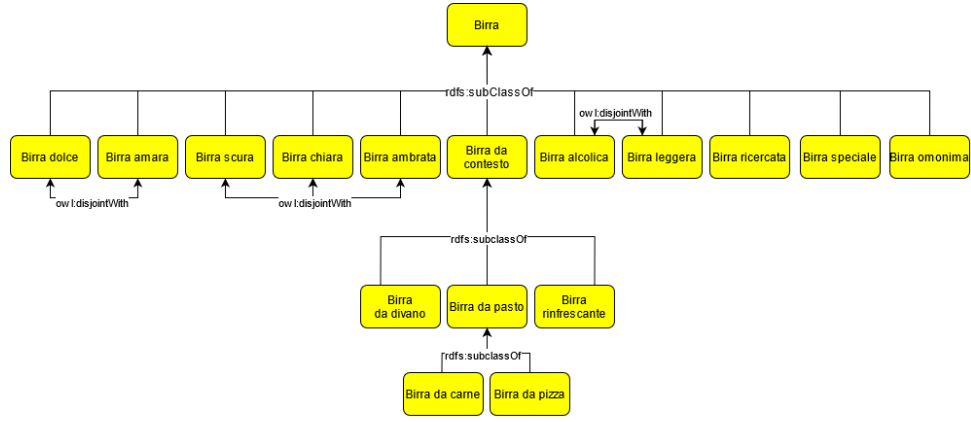 Birra
rdfs:subClassOf
owl:disjointWith
Birra dolce
Birra amara
Birra scura
Birra chiara
Birra ambrata
Birra da
contesto
Birra alcolica
Birra leggera
Birra ricercata
Birra speciale
Birra omonima
owl:disjointWith
owl:disjointWith
rdfs:subclassOf
Birra
da divano
Birra da pasto
Birra
rinfrescante
rdfs:subclassOf
Birra da carne
Birra da pizza